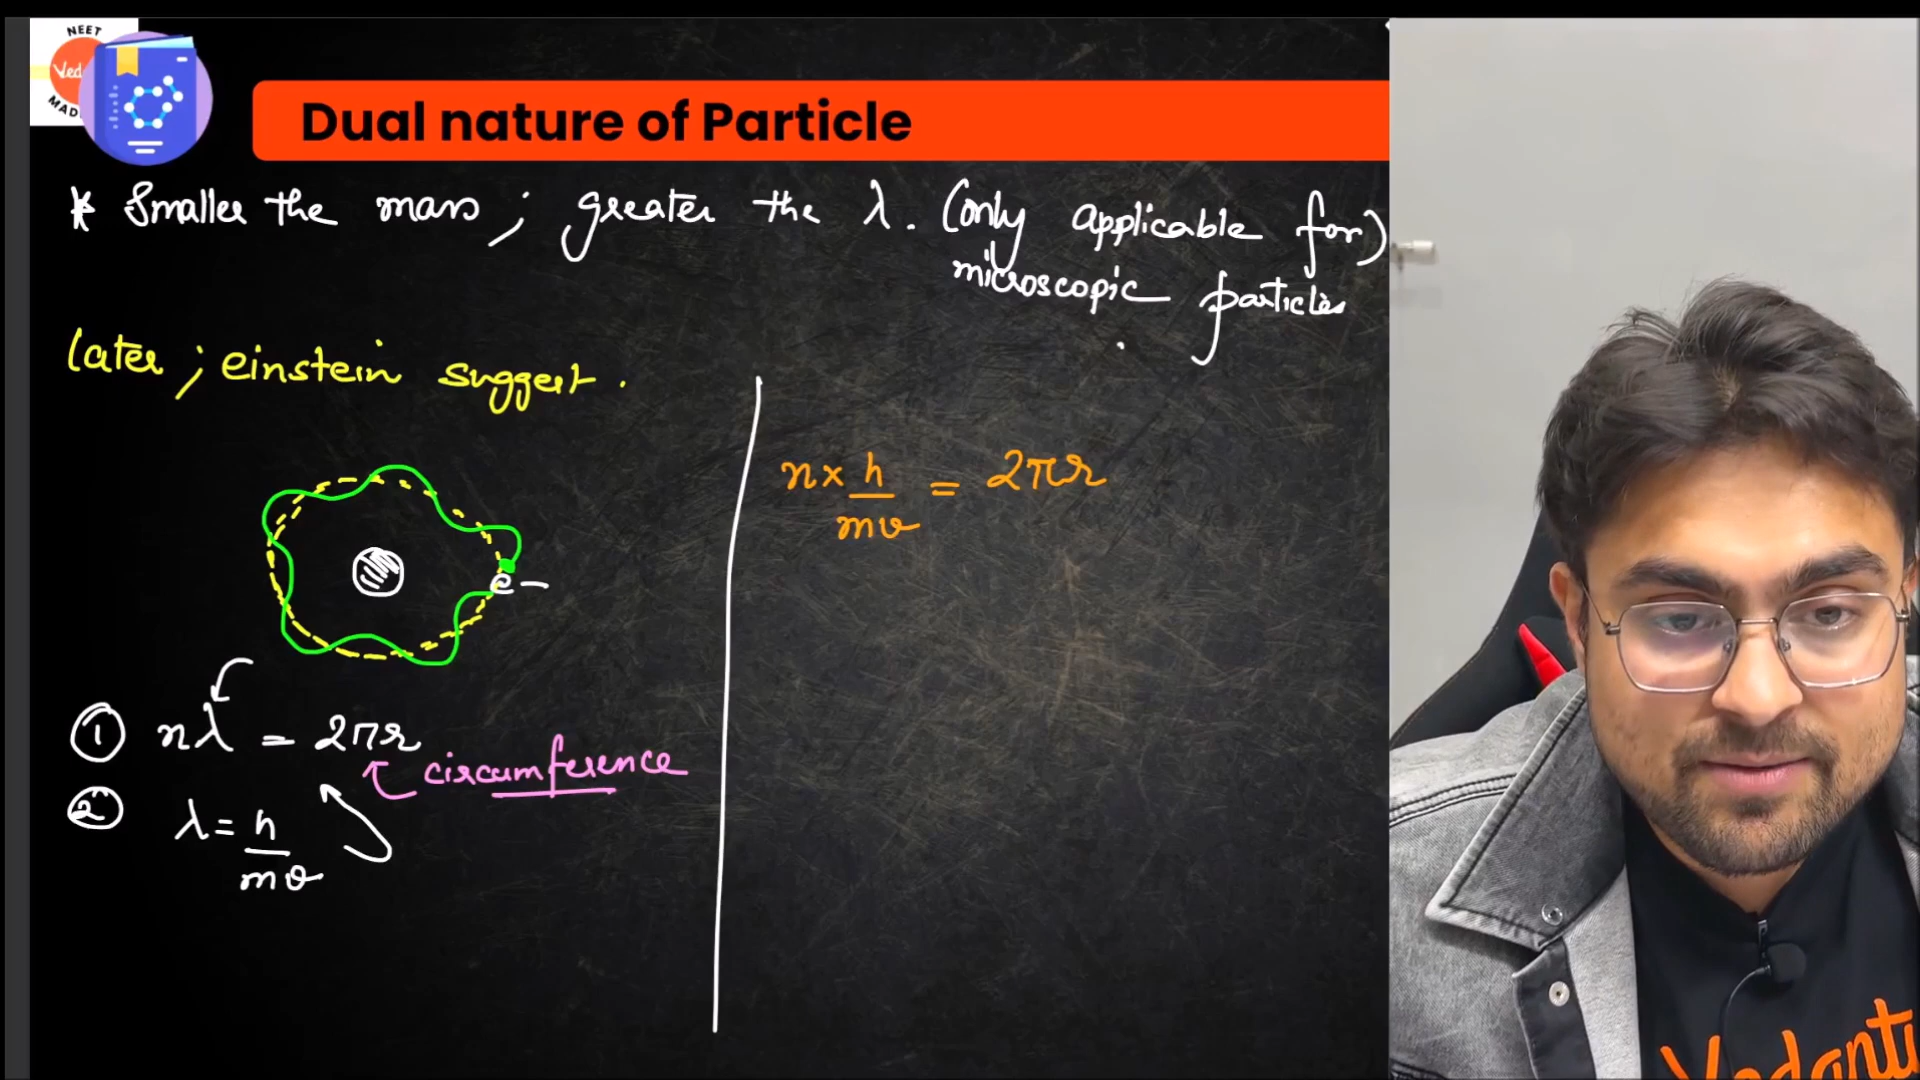 NEET
Ved
MAD
Dual nature of Particle
* Smaller the mass ; greater the λ. (only applicable for)
microscopic particles
later ; einstein suggest .
n x h/mv = 2πr
e-
① nλ = 2πr
circumference
② λ = h/mv
Vedantu